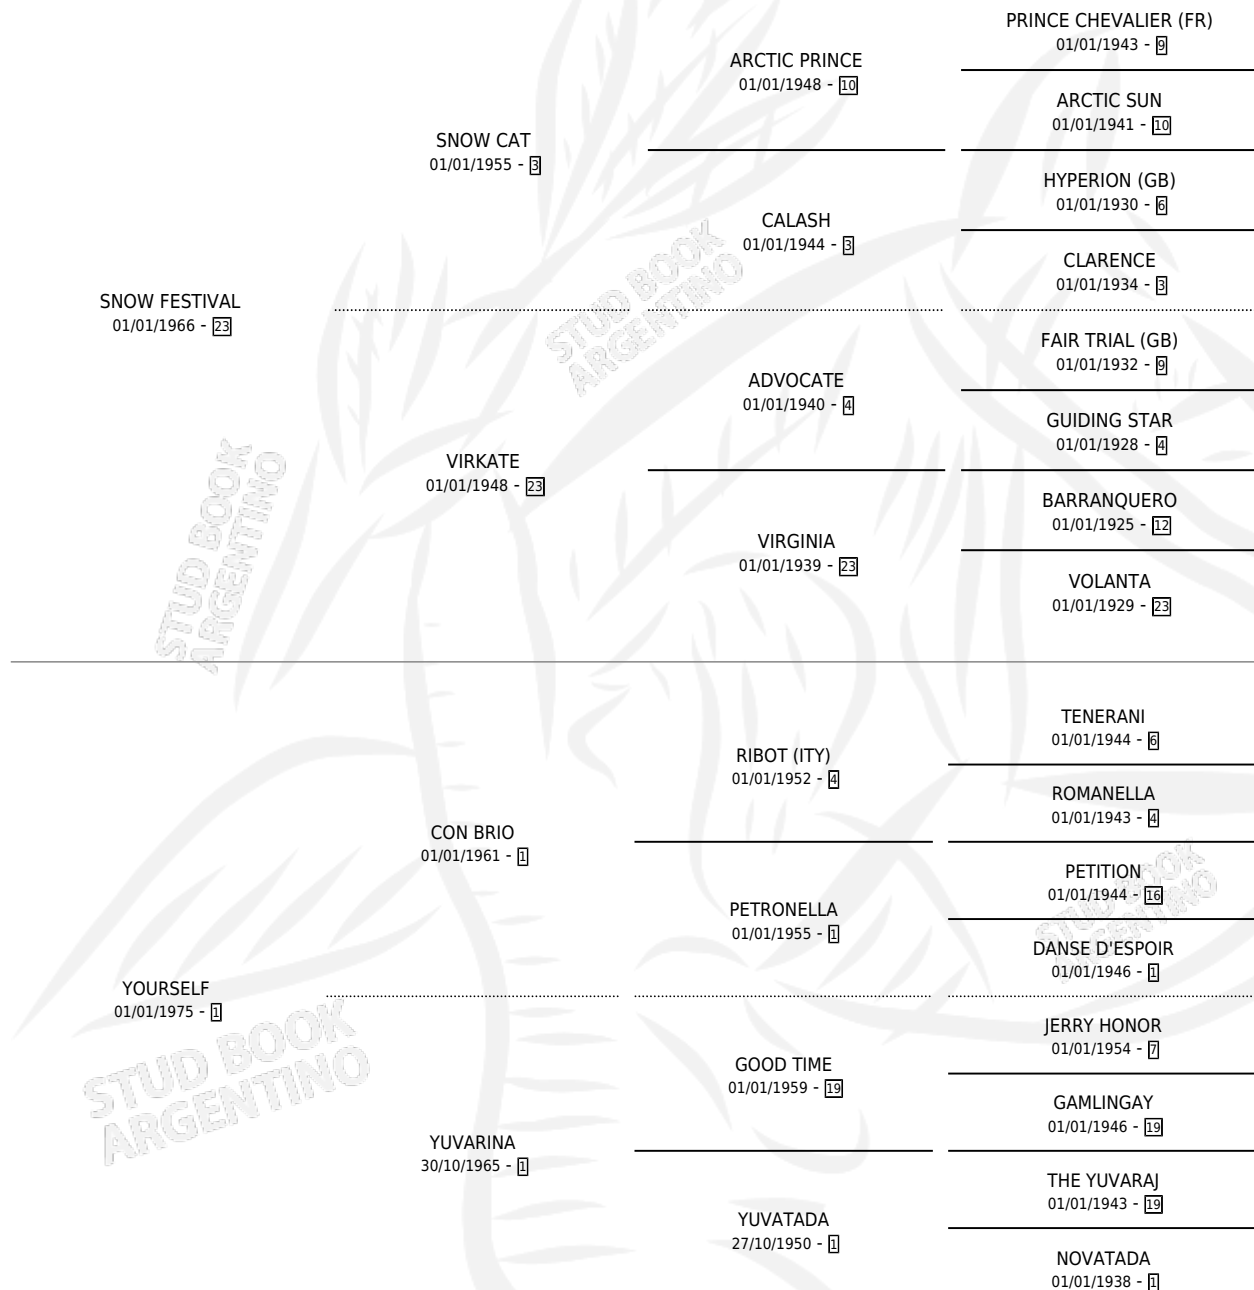 PRINCE CHEVALIER (FR)
01/01/1943 - 9
ARCTIC PRINCE
01/01/1948 - 10
ARCTIC SUN
01/01/1941 - 10
SNOW CAT
01/01/1955 - 3
HYPERION (GB)
01/01/1930 - 6
CALASH
01/01/1944 - 3
CLARENCE
01/01/1934 - 3
SNOW FESTIVAL
01/01/1966 - 23
STUD BOOK
ARGENTINO
FAIR TRIAL (GB)
01/01/1932 - 9
ADVOCATE
01/01/1940 - 4
GUIDING STAR
01/01/1928 - 4
VIRKATE
01/01/1948 - 23
BARRANQUERO
01/01/1925 - 12
VIRGINIA
01/01/1939 - 23
VOLANTA
01/01/1929 - 23
STUD BOOK
ARGENTINO
TENERANI
01/01/1944 - 6
RIBOT (ITY)
01/01/1952 - 4
ROMANELLA
01/01/1943 - 4
CON BRIO
01/01/1961 - 1
PETITION
01/01/1944 - 16
PETRONELLA
01/01/1955 - 1
DANSE D'ESPOIR
01/01/1946 - 1
STUD BOOK
ARGENTINO
YOURSELF
01/01/1975 - 1
JERRY HONOR
01/01/1954 - 7
GOOD TIME
01/01/1959 - 19
GAMLINGAY
01/01/1946 - 19
STUD BOOK
ARGENTINO
YUVARINA
30/10/1965 - 1
THE YUVARAJ
01/01/1943 - 19
YUVATADA
27/10/1950 - 1
NOVATADA
01/01/1938 - 1